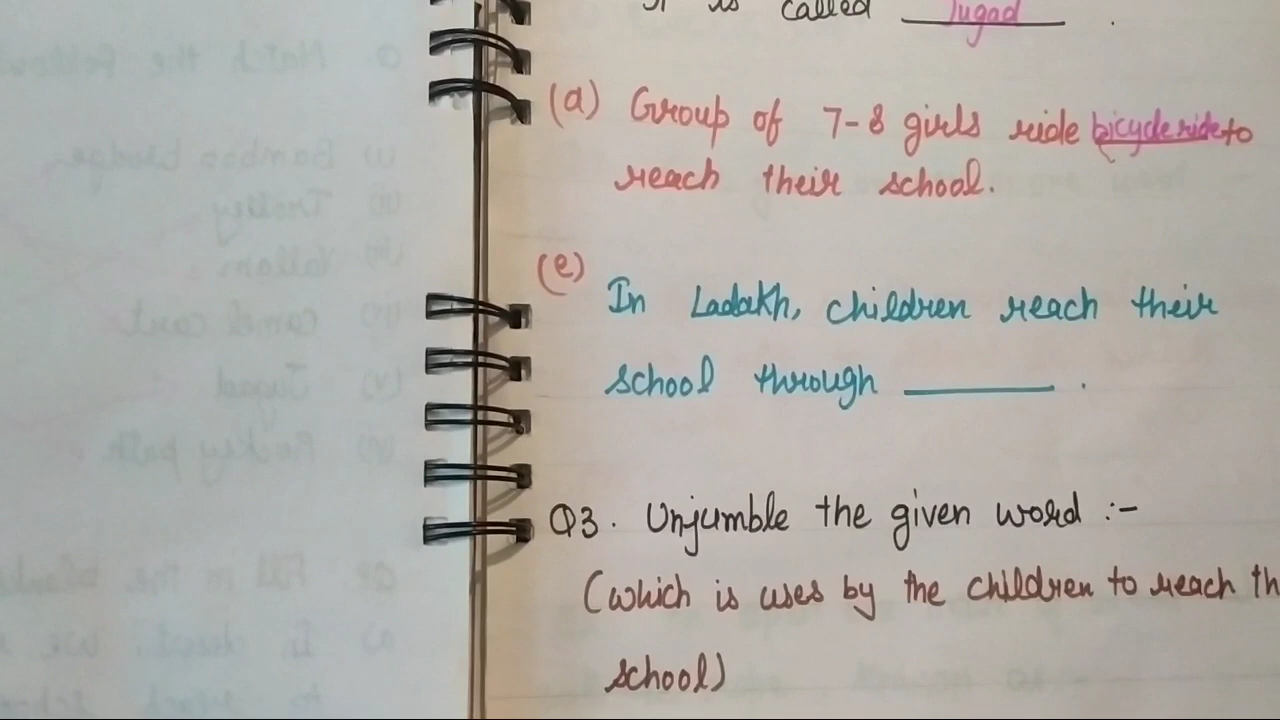 It is called Jugad .
(a) Group of 7-8 girls ride bicycle ride to
reach their school.
(e) In Ladakh, children reach their
school through ________ .
Q3. Unjumble the given word :-
(which is uses by the children to reach th
school)